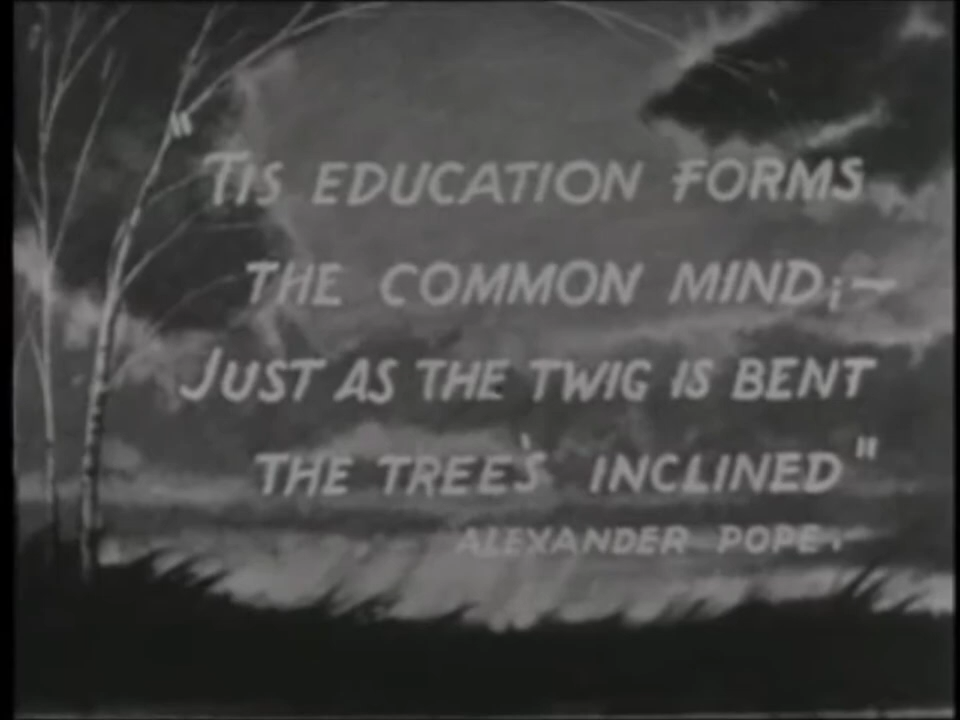 "TIS EDUCATION FORMS
THE COMMON MIND;—
JUST AS THE TWIG IS BENT
THE TREE'S INCLINED"
ALEXANDER POPE.